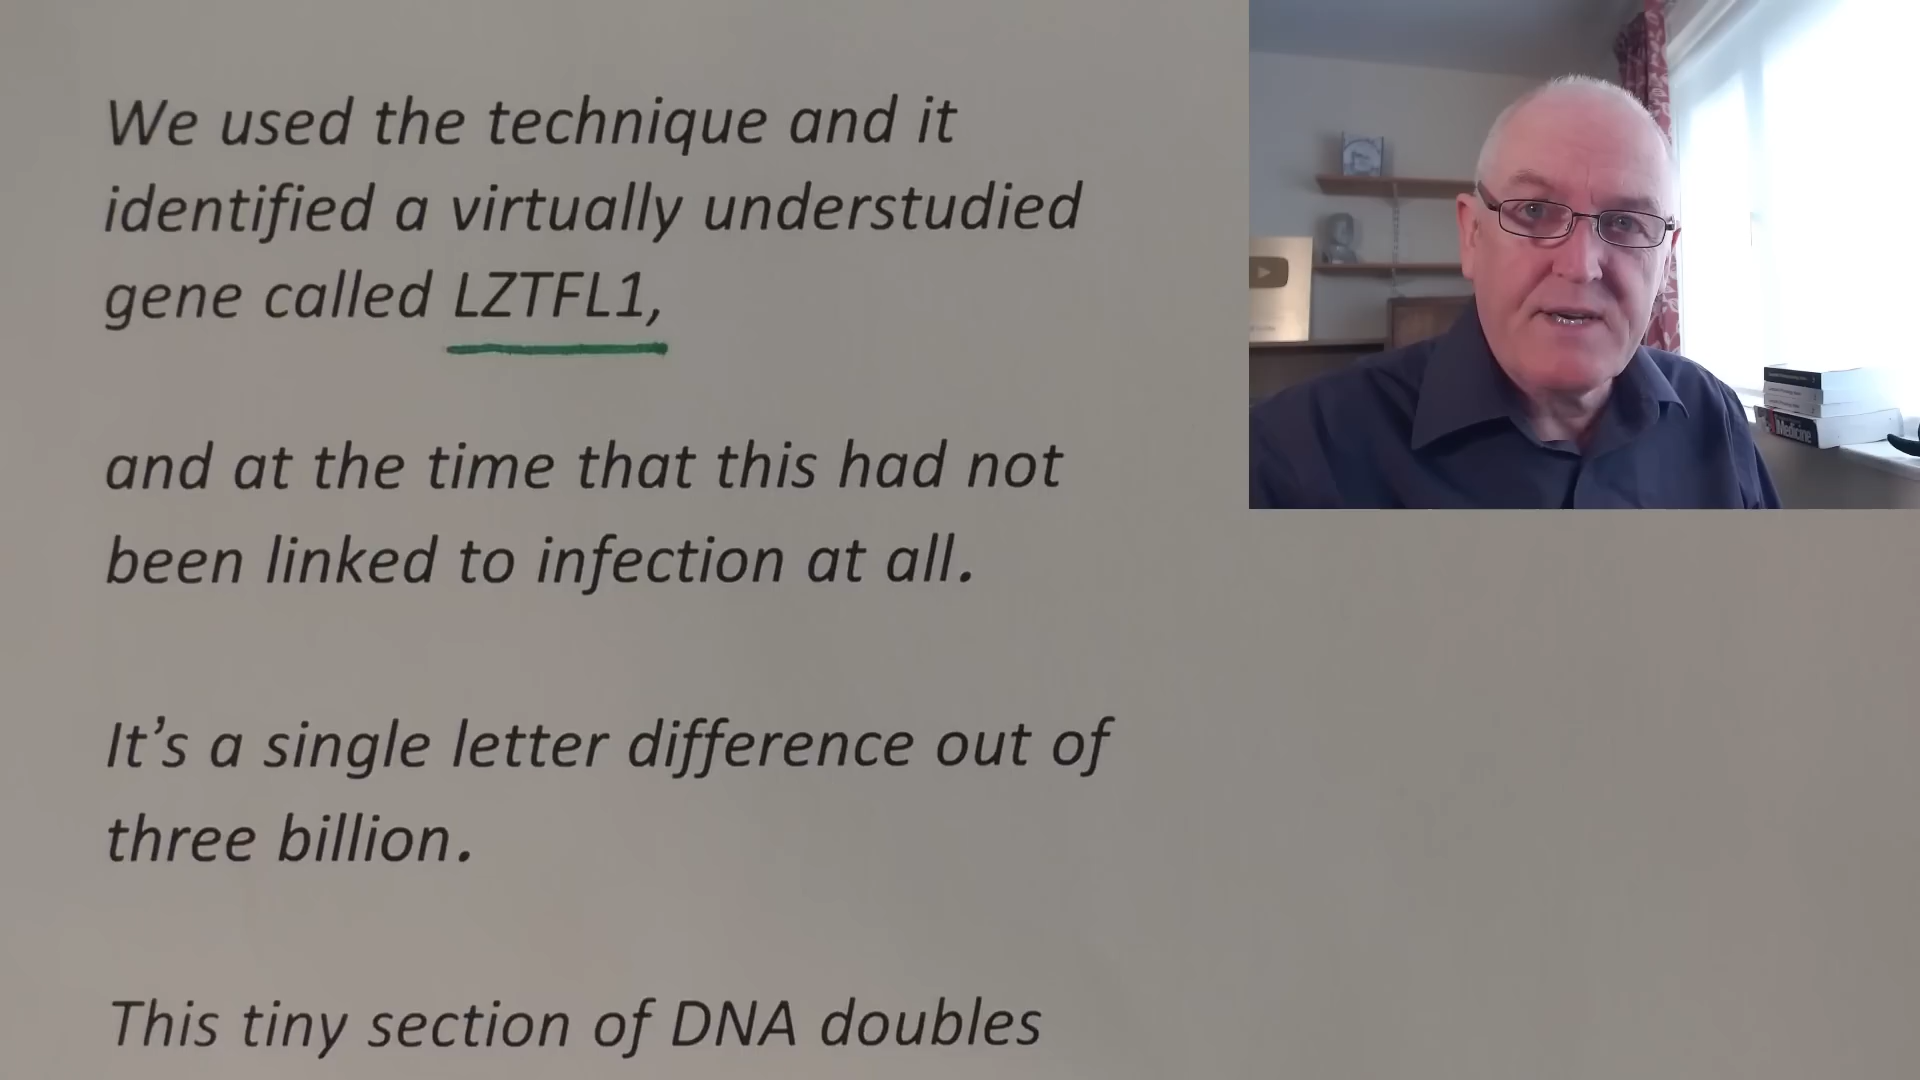 We used the technique and it
identified a virtually understudied
gene called LZTFL1,
and at the time that this had not
been linked to infection at all.
It's a single letter difference out of
three billion.
This tiny section of DNA doubles
Medicine